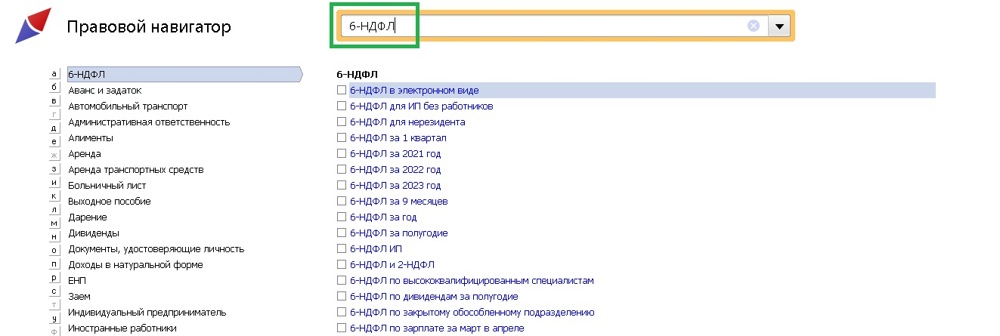 Правовой навигатор
6-НДФЛ
а
б
в
г
д
е
ж
з
и
к
л
м
н
о
п
р
с
т
у
ф
6-НДФЛ
Аванс и задаток
Автомобильный транспорт
Административная ответственность
Алименты
Аренда
Аренда транспортных средств
Больничный лист
Выходное пособие
Дарение
Дивиденды
Документы, удостоверяющие личность
Доходы в натуральной форме
ЕНП
Заем
Индивидуальный предприниматель
Иностранные работники
6-НДФЛ
6-НДФЛ в электронном виде
6-НДФЛ для ИП без работников
6-НДФЛ для нерезидента
6-НДФЛ за 1 квартал
6-НДФЛ за 2021 год
6-НДФЛ за 2022 год
6-НДФЛ за 2023 год
6-НДФЛ за 9 месяцев
6-НДФЛ за год
6-НДФЛ за полугодие
6-НДФЛ ИП
6-НДФЛ и 2-НДФЛ
6-НДФЛ по высококвалифицированным специалистам
6-НДФЛ по дивидендам за полугодие
6-НДФЛ по закрытому обособленному подразделению
6-НДФЛ по зарплате за март в апреле